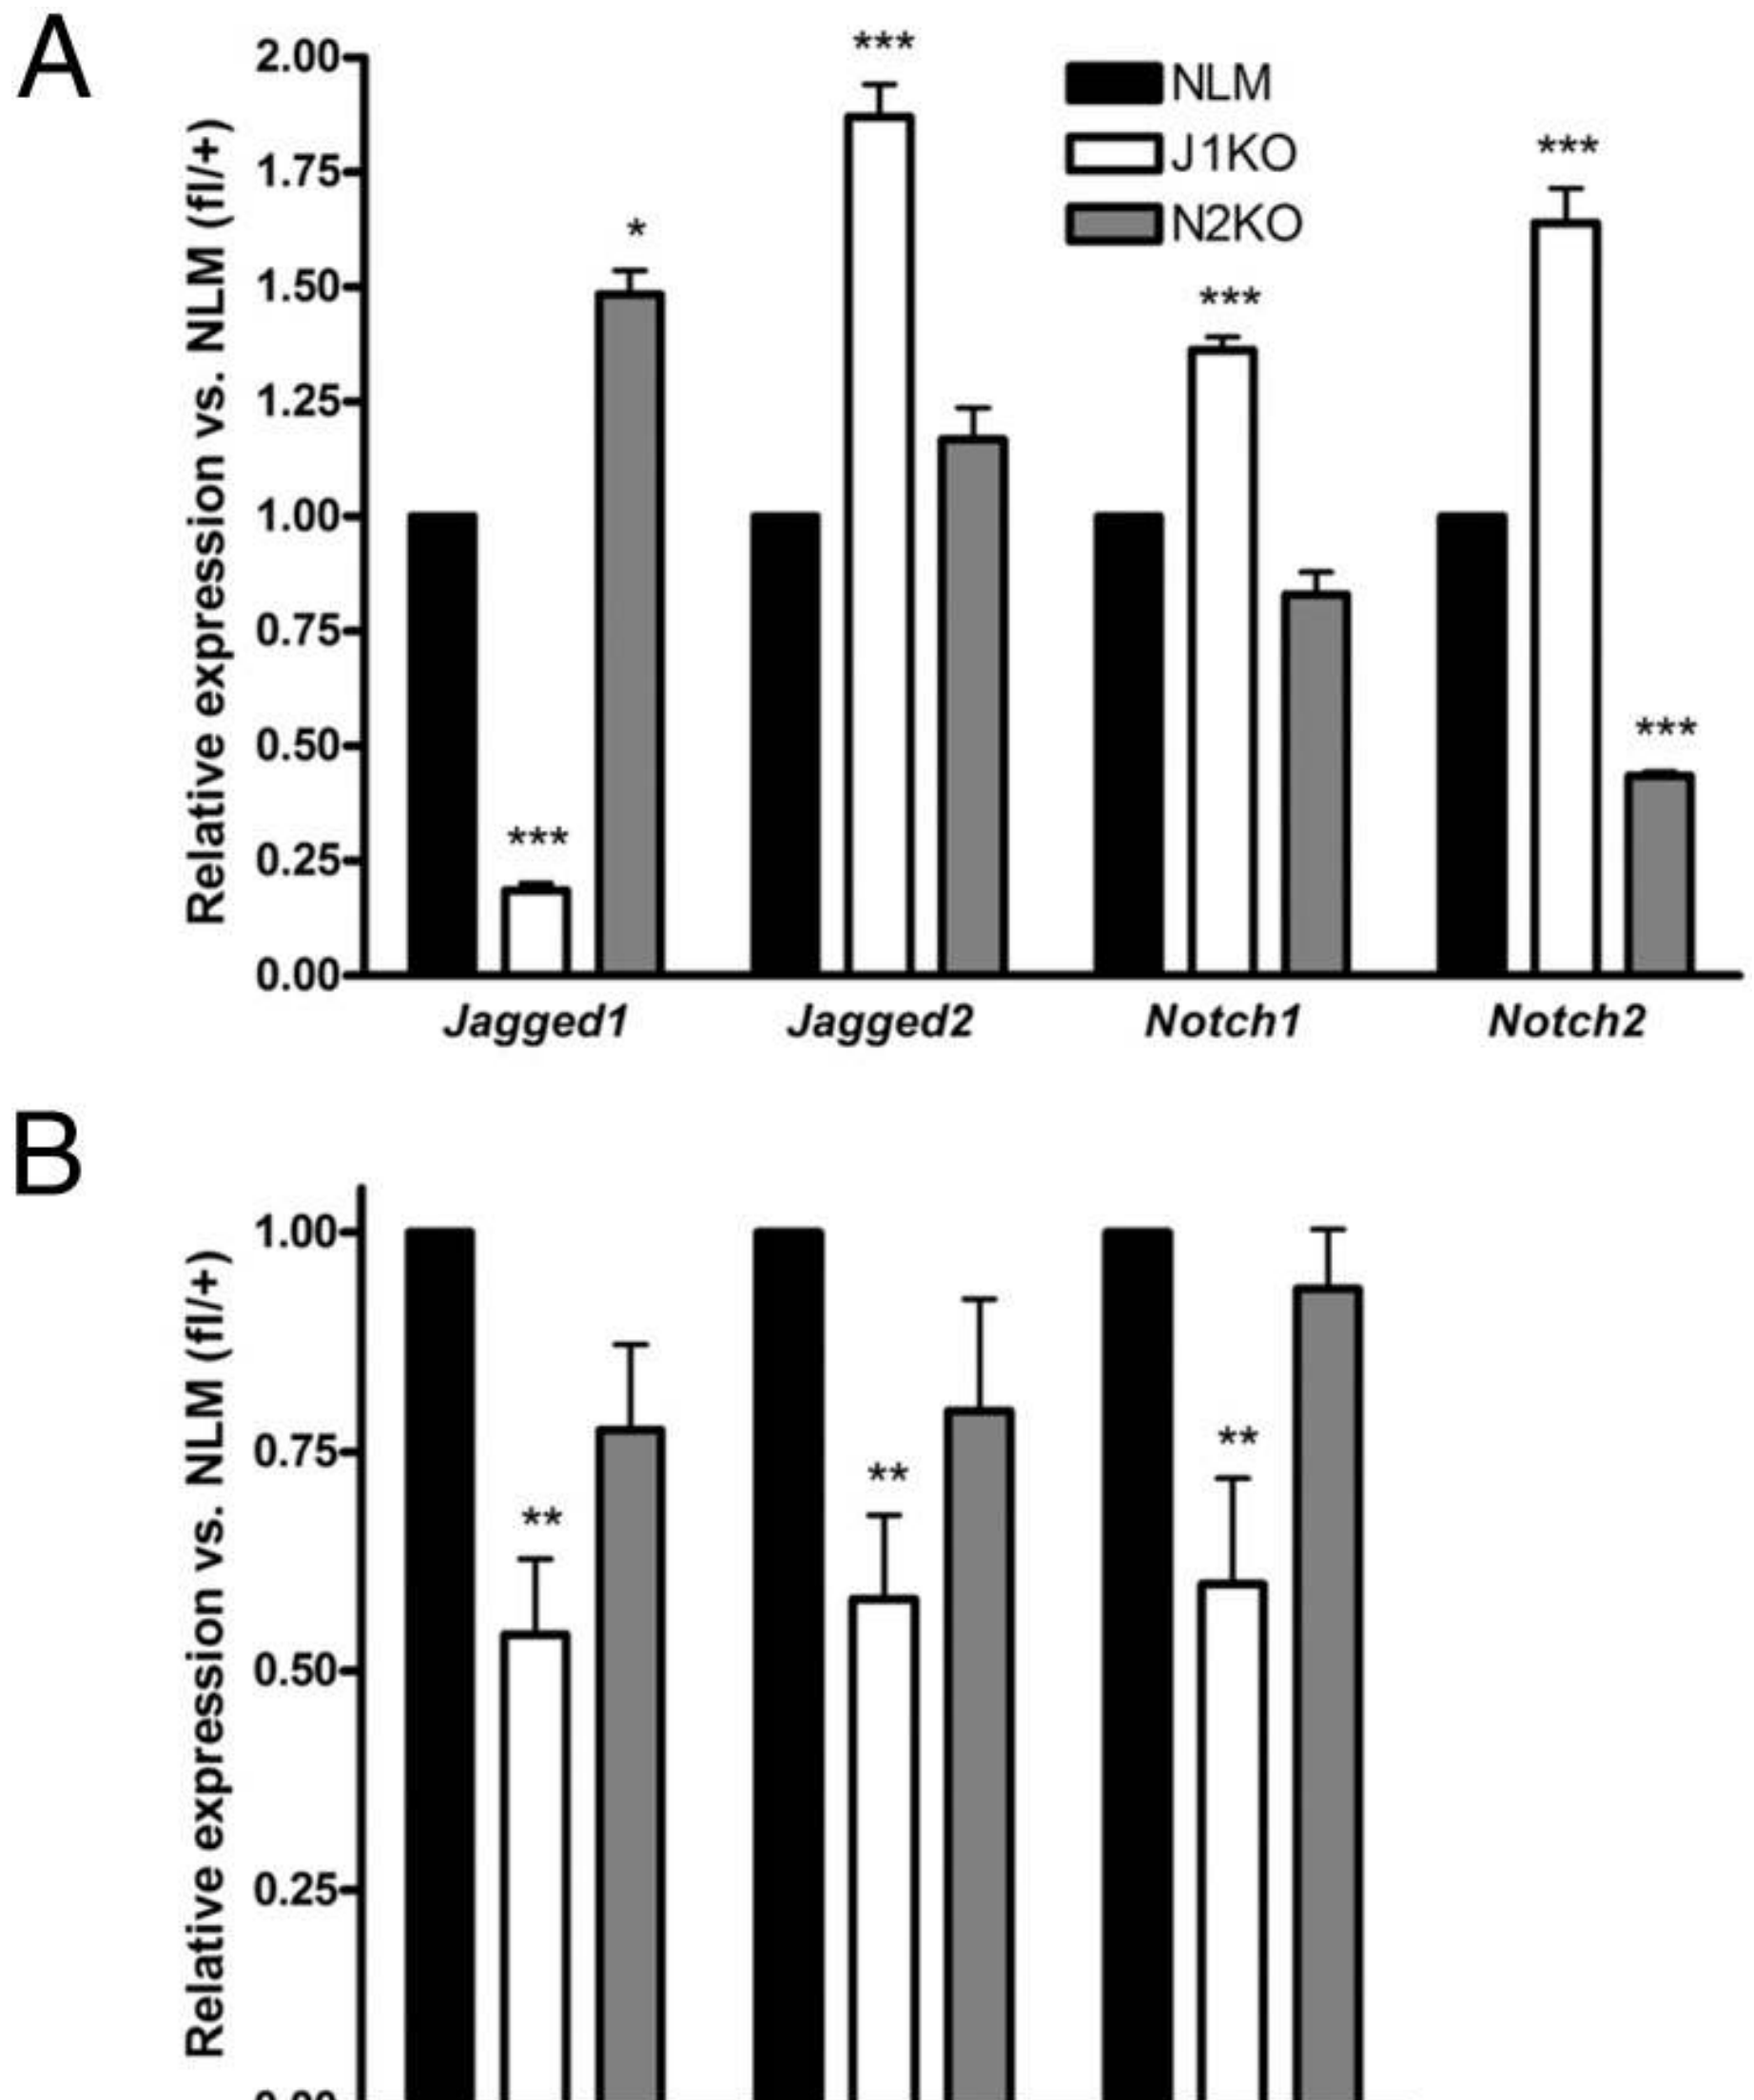 A
2.00
1.75
1.50
1.25
1.00
0.75
0.50
0.25
0.00
Relative expression vs. NLM (fl/+)
***
*
***
***
***
***
NLM
J1KO
N2KO
Jagged1
Jagged2
Notch1
Notch2
B
1.00
0.75
0.50
0.25
Relative expression vs. NLM (fl/+)
**
**
**